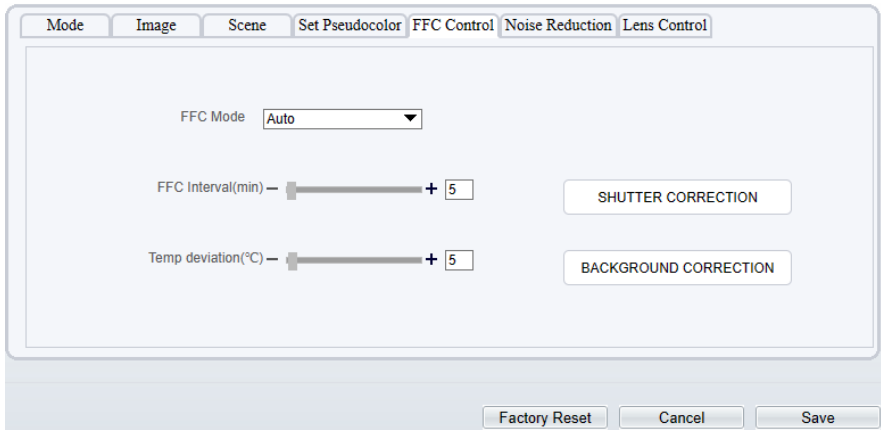 Mode Image Scene Set Pseudocolor FFC Control Noise Reduction Lens Control
FFC Mode Auto
FFC Interval(min) − + 5 SHUTTER CORRECTION
Temp deviation(℃) − + 5 BACKGROUND CORRECTION
Factory Reset Cancel Save